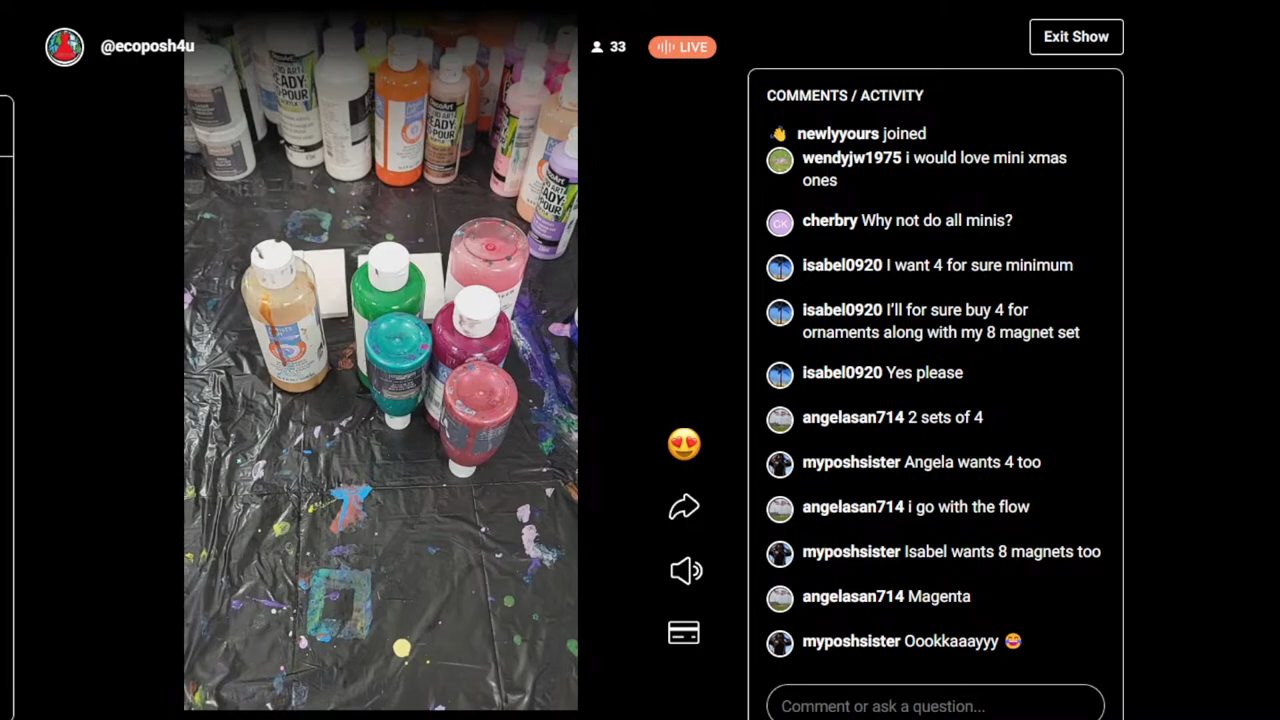 @ecoposh4u
33
LIVE
Exit Show
COMMENTS / ACTIVITY
newlyyours joined
wendyjw1975 i would love mini xmas
ones
CK
cherbry Why not do all minis?
isabel0920 I want 4 for sure minimum
isabel0920 I'll for sure buy 4 for
ornaments along with my 8 magnet set
isabel0920 Yes please
angelasan714 2 sets of 4
myposhsister Angela wants 4 too
angelasan714 i go with the flow
myposhsister Isabel wants 8 magnets too
angelasan714 Magenta
myposhsister Oookkaaayyy 😂
Comment or ask a question...
READY-
POUR
DecoArt
READY-
POUR